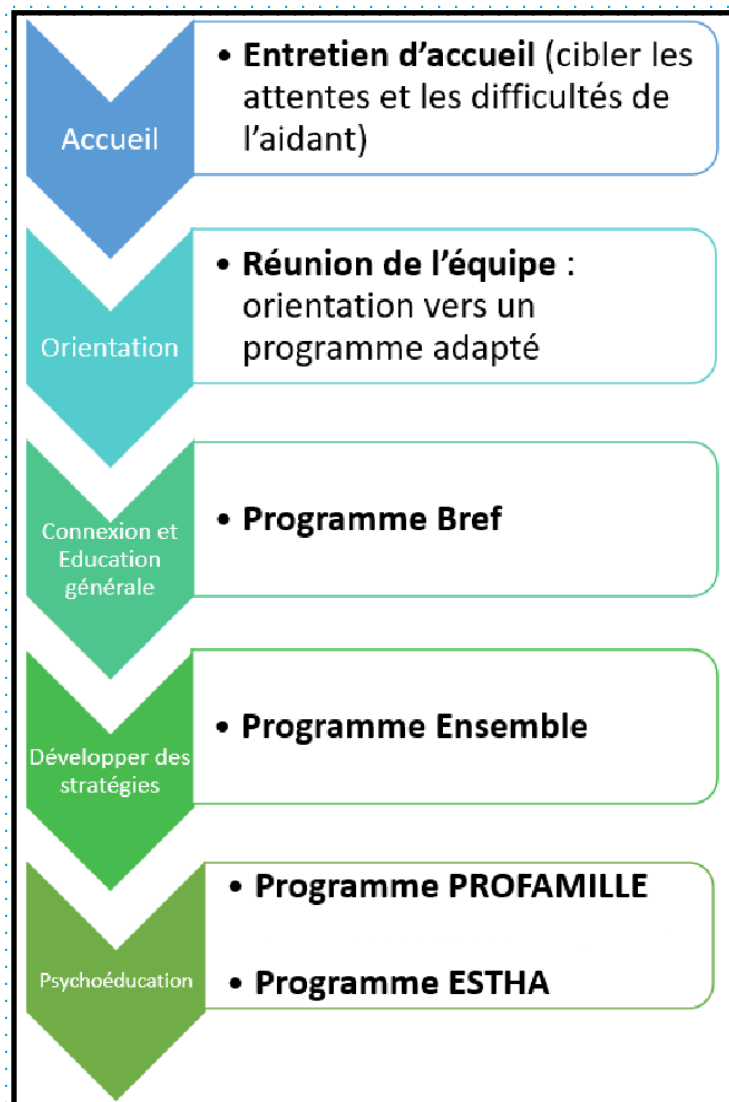 Accueil
• Entretien d’accueil (cibler les
attentes et les difficultés de
l’aidant)
Orientation
• Réunion de l’équipe :
orientation vers un
programme adapté
Connexion et
Education
générale
• Programme Bref
Développer des
stratégies
• Programme Ensemble
Psychoéducation
• Programme PROFAMILLE
• Programme ESTHA